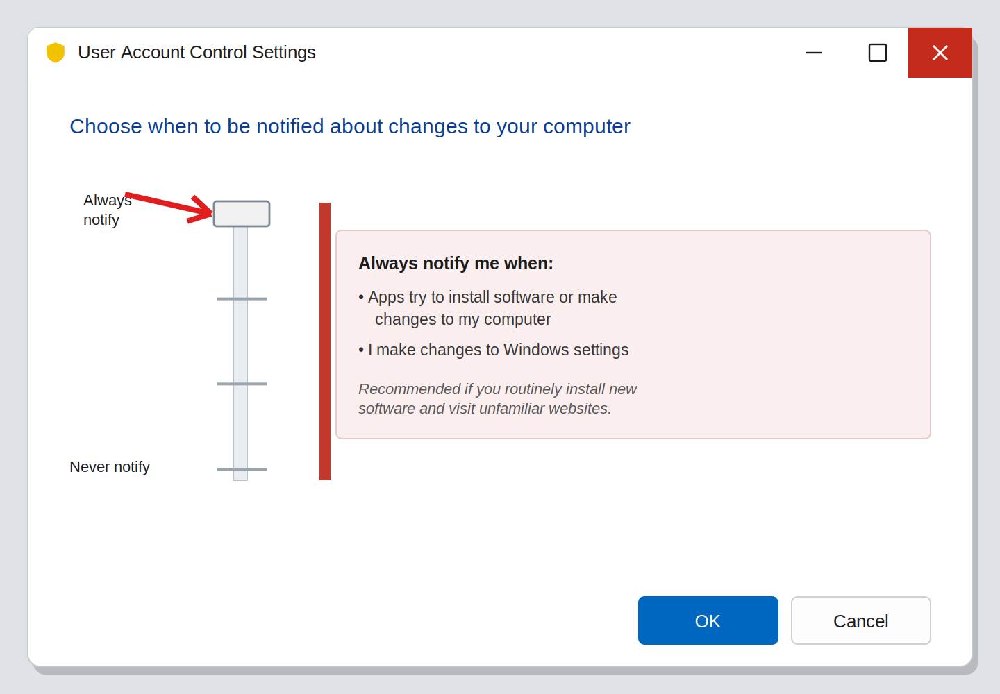 User Account Control Settings
Choose when to be notified about changes to your computer
Always
notify
Always notify me when:
• Apps try to install software or make
changes to my computer
• I make changes to Windows settings
Recommended if you routinely install new
software and visit unfamiliar websites.
Never notify
OK
Cancel